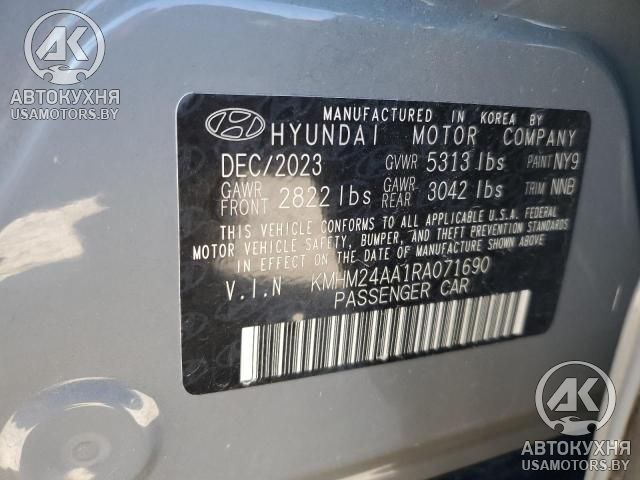 АК
АВТОКУХНЯ
USAMOTORS.BY
MANUFACTURED IN KOREA BY
HYUNDAI MOTOR COMPANY
DEC/2023 GVWR 5313 lbs PAINT NY9
GAWR FRONT 2822 lbs GAWR REAR 3042 lbs TRIM NNB
THIS VEHICLE CONFORMS TO ALL APPLICABLE U.S.A. FEDERAL
MOTOR VEHICLE SAFETY, BUMPER, AND THEFT PREVENTION
STANDARDS IN EFFECT ON THE DATE OF MANUFACTURE SHOWN ABOVE.
V.I.N KMHM24AA1RA071690
PASSENGER CAR
АК
АВТОКУХНЯ
USAMOTORS.BY